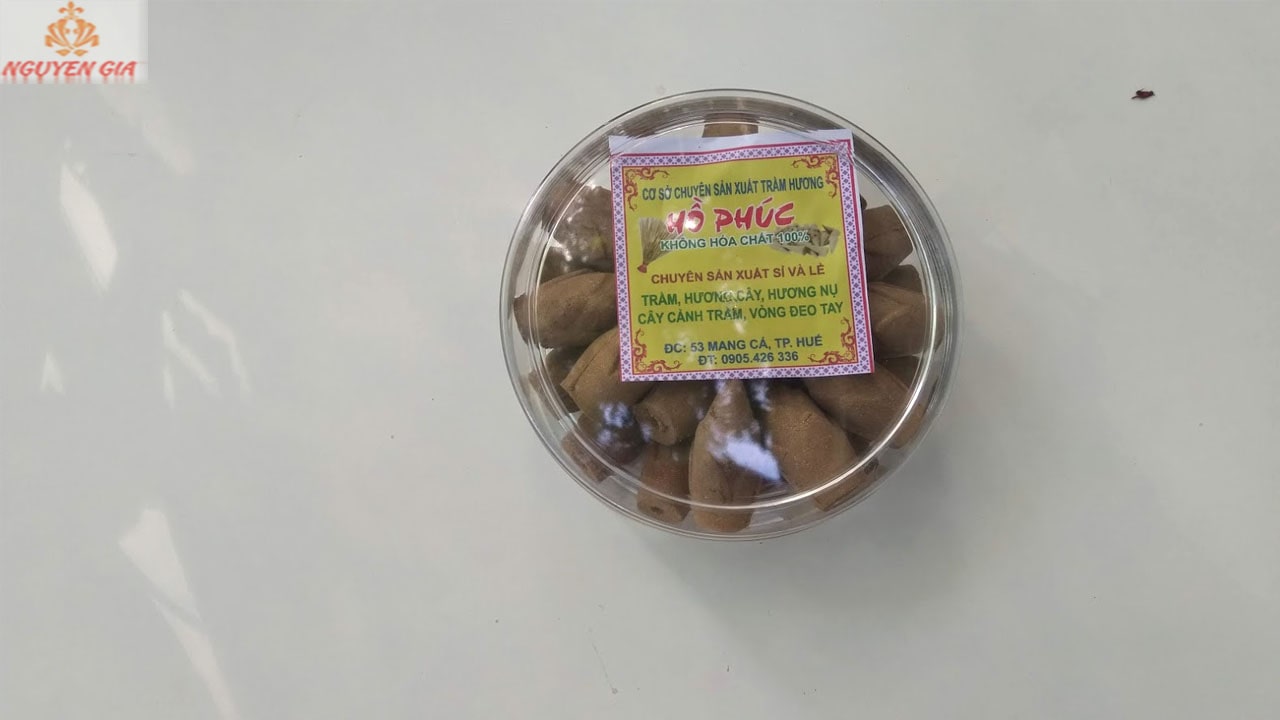 NGUYEN GIA
CƠ SỞ CHUYÊN SẢN XUẤT TRẦM HƯƠNG
HỒ PHÚC
KHÔNG HÓA CHẤT 100%
CHUYÊN SẢN XUẤT SỈ VÀ LẺ
TRẦM, HƯƠNG CÂY, HƯƠNG NỤ
CÂY CẢNH TRẦM, VÒNG ĐEO TAY
ĐC: 53 MANG CÁ, TP. HUẾ
ĐT: 0905.426 336